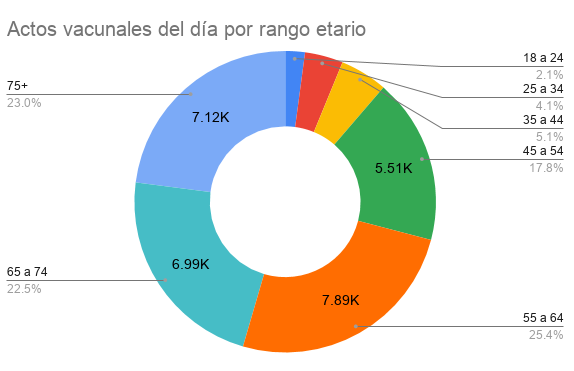 Actos vacunales del día por rango etario
18 a 24
2.1%
25 a 34
4.1%
35 a 44
5.1%
45 a 54
17.8%
55 a 64
25.4%
65 a 74
22.5%
75+
23.0%
5.51K
7.89K
6.99K
7.12K